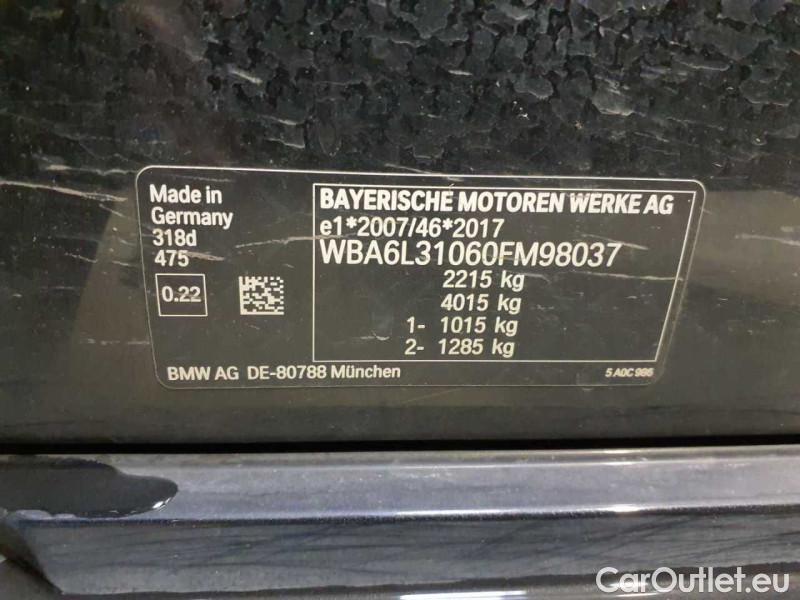 Made in
Germany
318d
475
0.22
BAYERISCHE MOTOREN WERKE AG
e1*2007/46*2017
WBA6L31060FM98037
2215 kg
4015 kg
1- 1015 kg
2- 1285 kg
BMW AG DE-80788 München
5 A0C 986
CarOutlet.eu